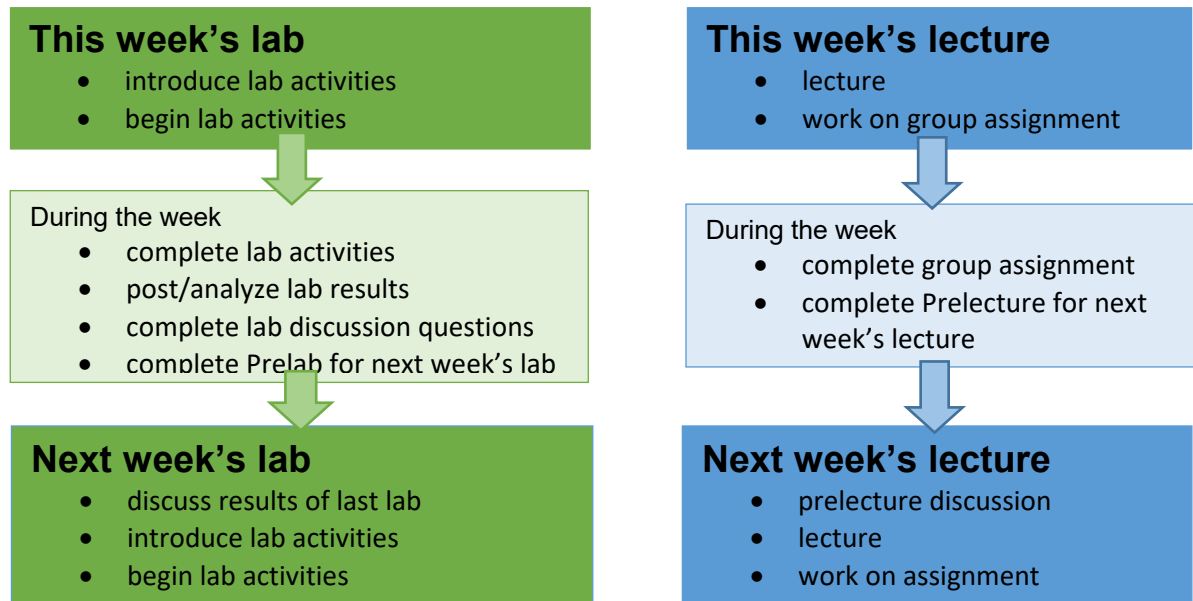 This week’s lab
• introduce lab activities
• begin lab activities
During the week
• complete lab activities
• post/analyze lab results
• complete lab discussion questions
• complete Prelab for next week’s lab
Next week’s lab
• discuss results of last lab
• introduce lab activities
• begin lab activities
This week’s lecture
• lecture
• work on group assignment
During the week
• complete group assignment
• complete Prelecture for next
week’s lecture
Next week’s lecture
• prelecture discussion
• lecture
• work on assignment